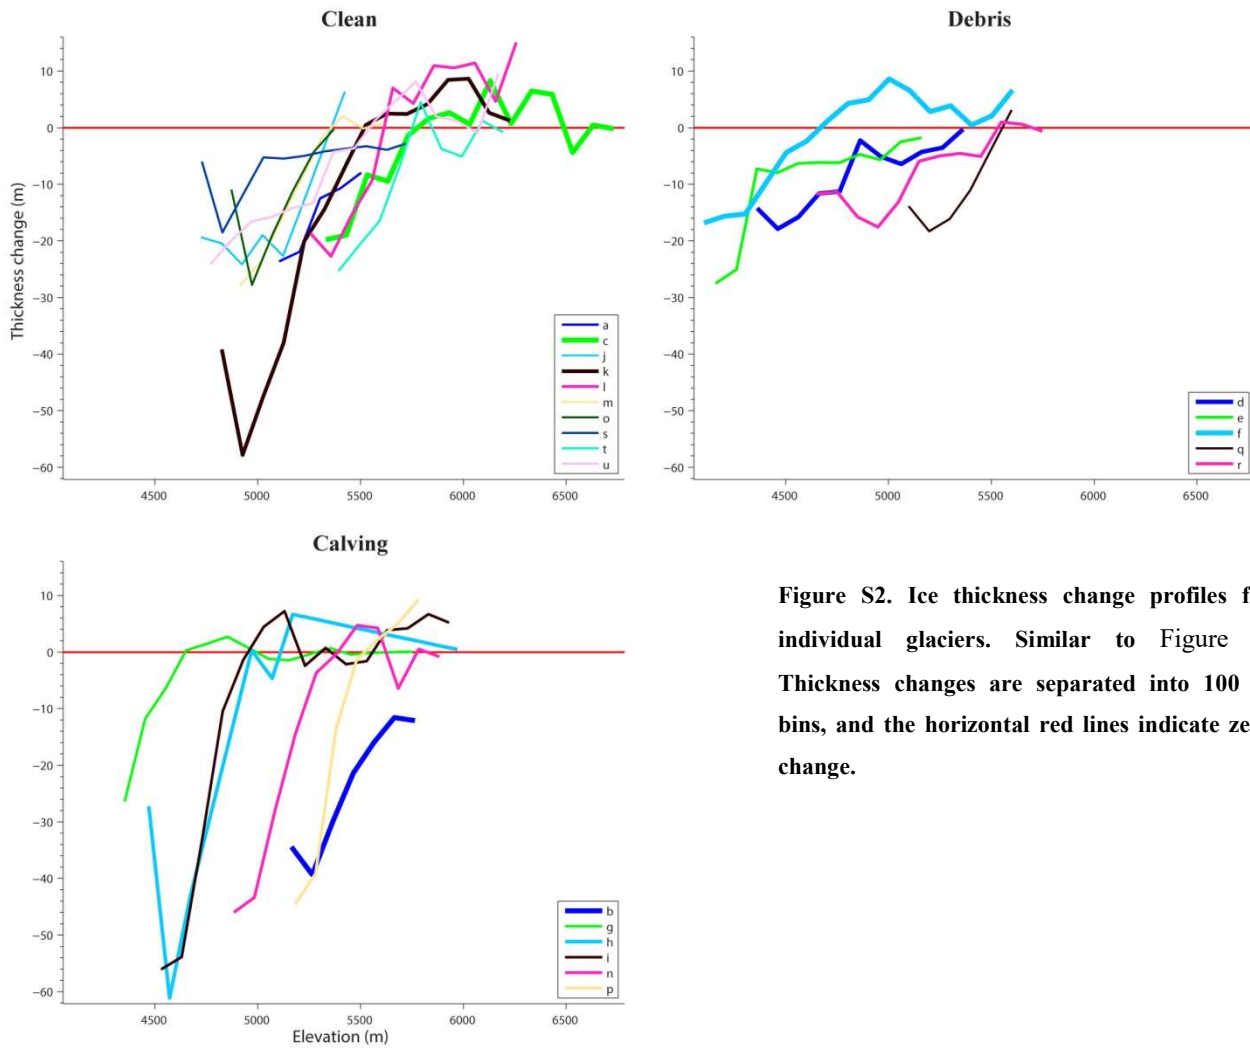 Clean
Thickness change (m)
10
0
−10
−20
−30
−40
−50
−60
4500 5000 5500 6000 6500
a
c
j
k
l
m
o
s
t
u
Debris
10
0
−10
−20
−30
−40
−50
−60
4500 5000 5500 6000 6500
d
e
f
q
r
Calving
10
0
−10
−20
−30
−40
−50
−60
4500 5000 5500 6000 6500
Elevation (m)
b
g
h
i
n
p
Figure S2. Ice thickness change profiles f
individual glaciers. Similar to Figure
Thickness changes are separated into 100
bins, and the horizontal red lines indicate ze
change.